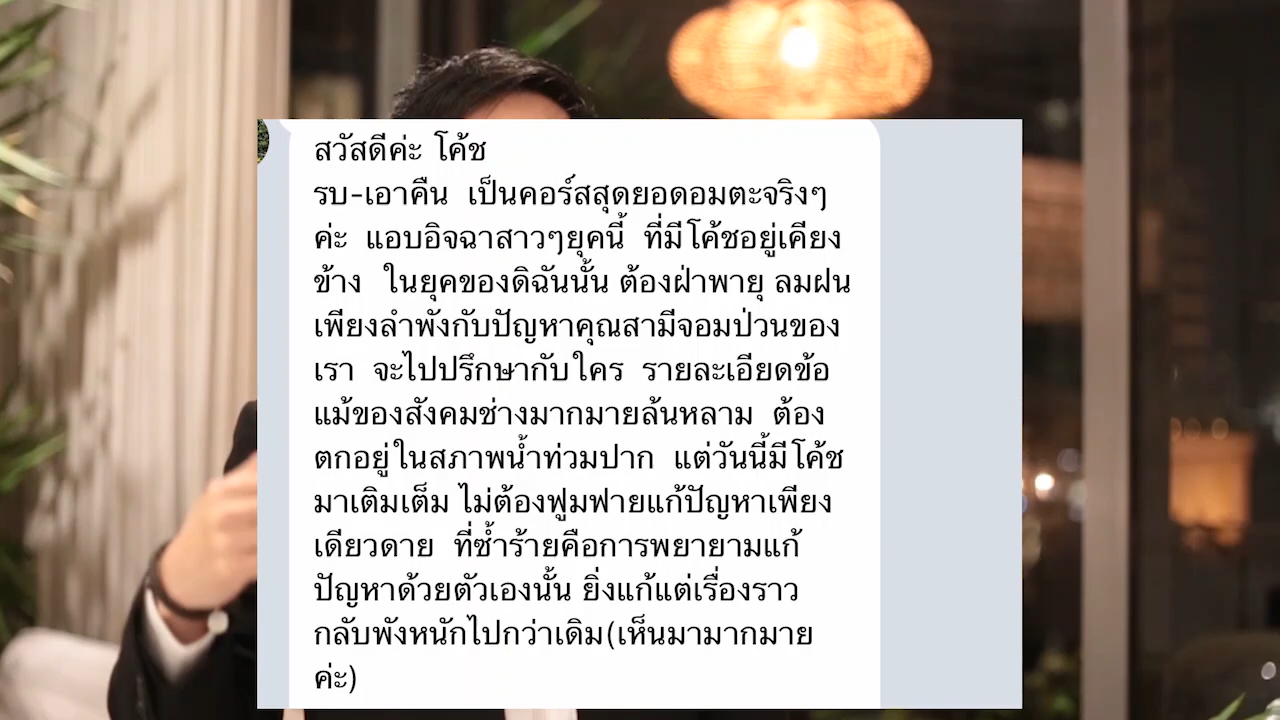 สวัสดีค่ะ โค้ช
รบ-เอาคืน เป็นคอร์สสุดยอดอมตะจริงๆ
ค่ะ แอบอิจฉาสาวๆยุคนี้ ที่มีโค้ชอยู่เคียง
ข้าง ในยุคของดิฉันนั้น ต้องฝ่าพายุ ลมฝน
เพียงลำพังกับปัญหาคุณสามีจอมป่วนของ
เรา จะไปปรึกษากับใคร รายละเอียดข้อ
แม้ของสังคมช่างมากมายล้นหลาม ต้อง
ตกอยู่ในสภาพน้ำท่วมปาก แต่วันนี้มีโค้ช
มาเติมเต็ม ไม่ต้องฟูมฟายแก้ปัญหาเพียง
เดียวดาย ที่ซ้ำร้ายคือการพยายามแก้
ปัญหาด้วยตัวเองนั้น ยิ่งแก้แต่เรื่องราว
กลับพังหนักไปกว่าเดิม(เห็นมามากมาย
ค่ะ)